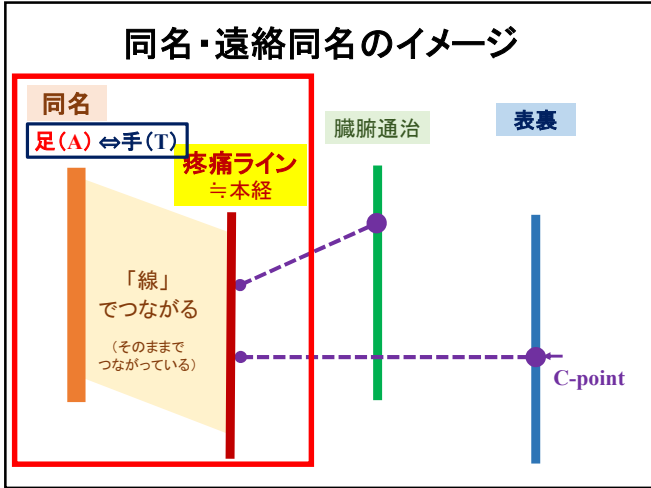 同名・遠絡同名のイメージ
同名
足(A) ⇔手(T)
疼痛ライン
≒本経
臓腑通治
表裏
「線」
でつながる
(そのままで
つながっている)
C-point